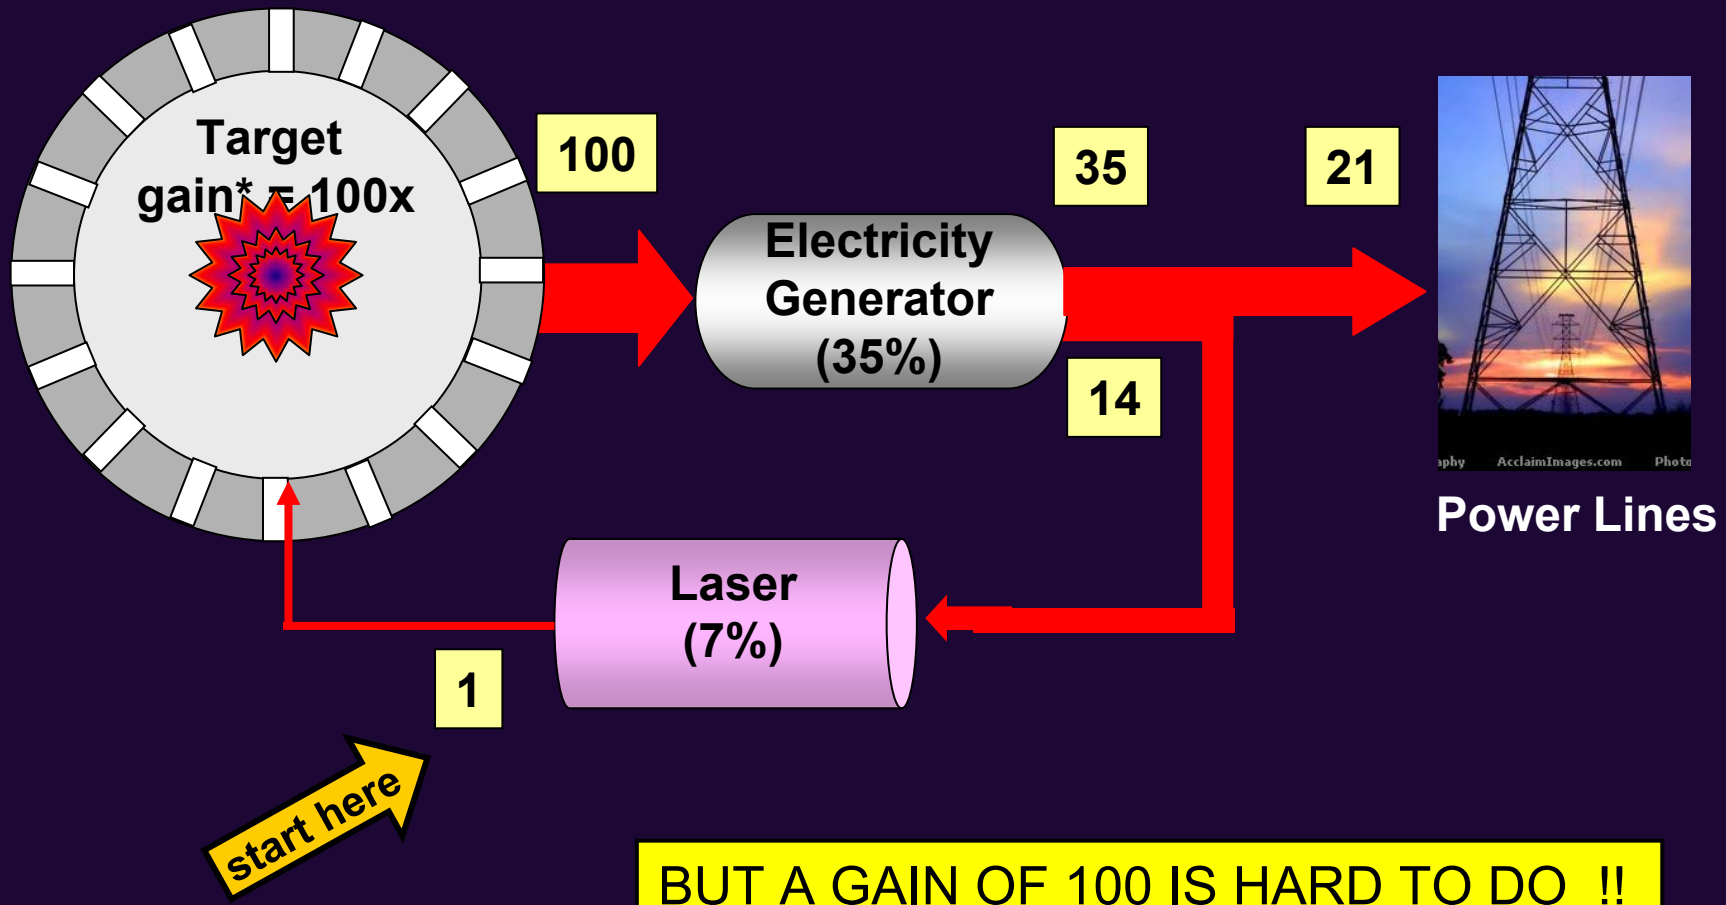 Target
gain* = 100x
100
Electricity
Generator
(35%)
35
21
14
Power Lines
Laser
(7%)
1
start here
BUT A GAIN OF 100 IS HARD TO DO !!
aphy AcclaimImages.com Photo